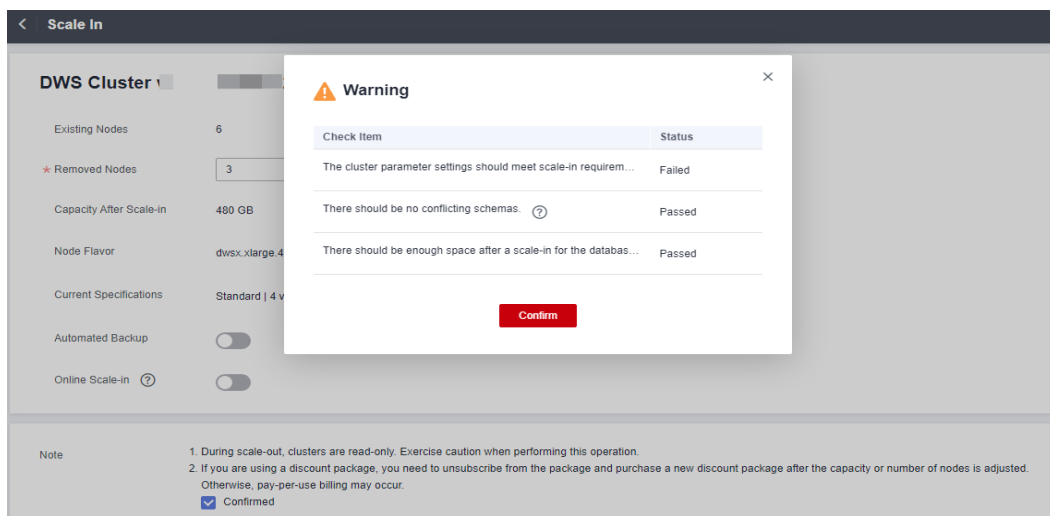 Scale In
DWS Cluster
Existing Nodes 6
* Removed Nodes 3
Capacity After Scale-in 480 GB
Node Flavor dwsx.xlarge.4
Current Specifications Standard | 4 v
Automated Backup
Online Scale-in ?
Warning
Check Item Status
The cluster parameter settings should meet scale-in requirem... Failed
There should be no conflicting schemas. ? Passed
There should be enough space after a scale-in for the databas... Passed
Confirm
Note 1. During scale-out, clusters are read-only. Exercise caution when performing this operation.
2. If you are using a discount package, you need to unsubscribe from the package and purchase a new discount package after the capacity or number of nodes is adjusted.
Otherwise, pay-per-use billing may occur.
Confirmed